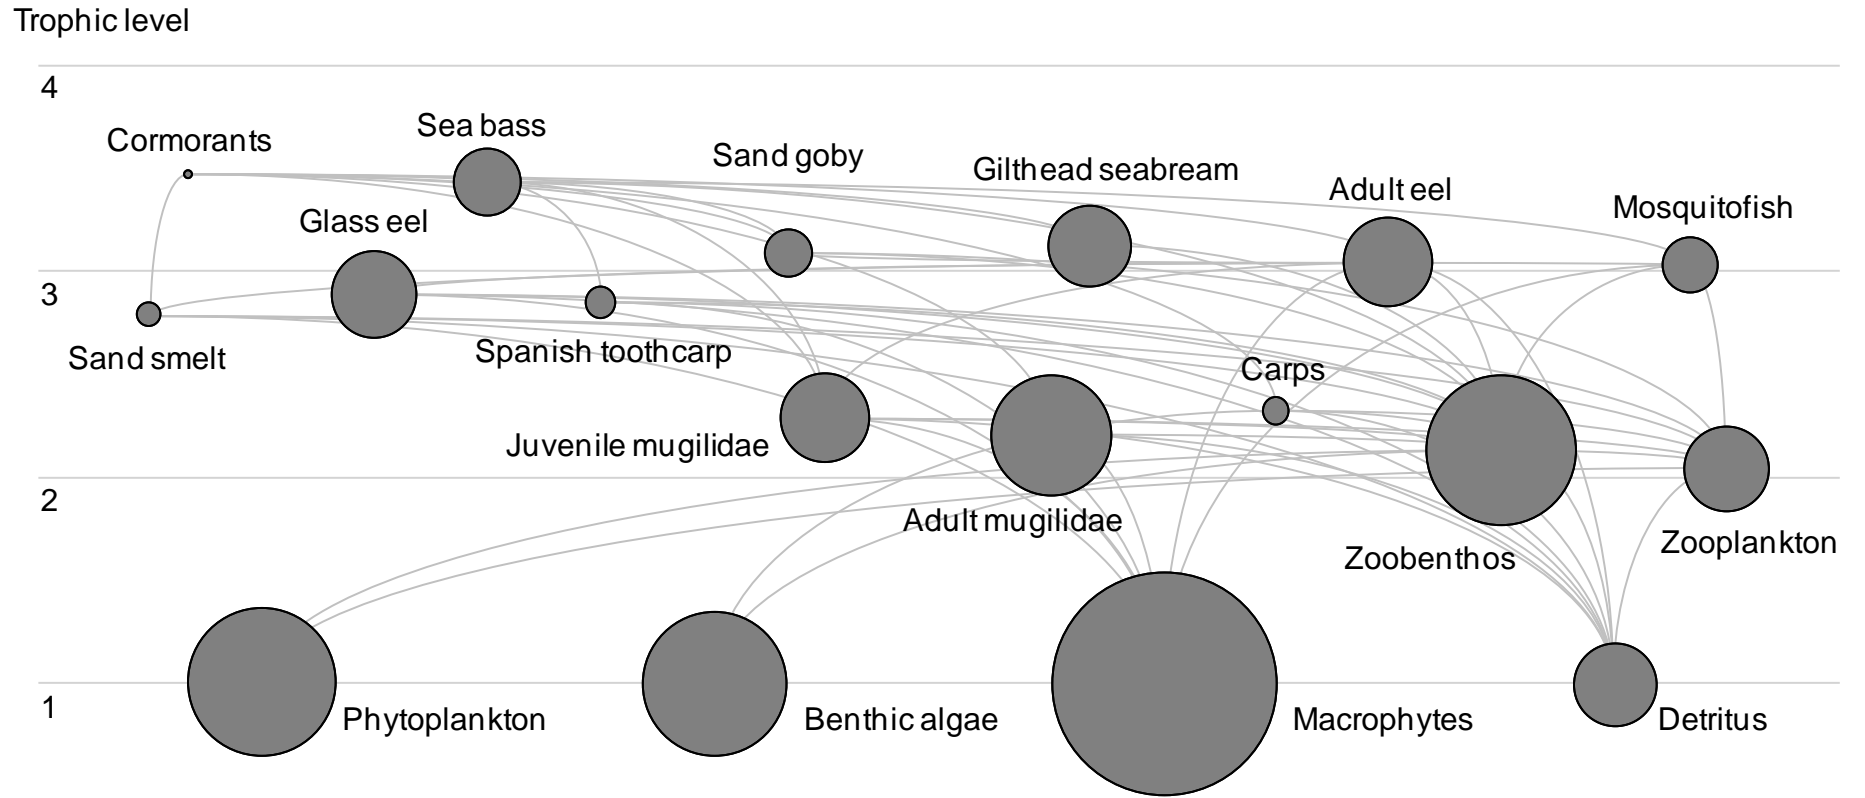 Trophic level
4
Cormorants
Sea bass
Sand goby
Gilthead seabream
Adult eel
Mosquitofish
Glass eel
3
Sand smelt
Spanish toothcarp
Carps
Juvenile mugilidae
2
Adult mugilidae
Zoobenthos
Zooplankton
1
Phytoplankton
Benthic algae
Macrophytes
Detritus